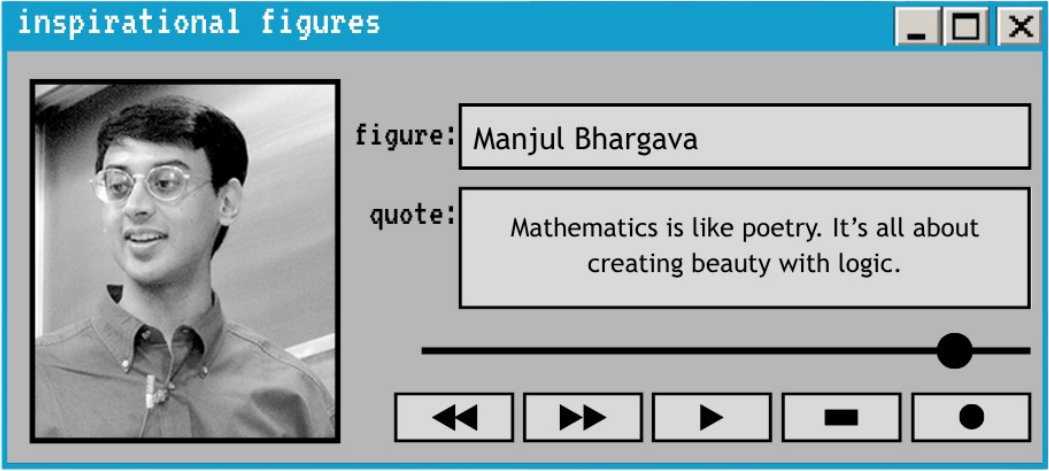 inspirational figures
figure:
Manjul Bhargava
quote:
Mathematics is like poetry. It’s all about
creating beauty with logic.